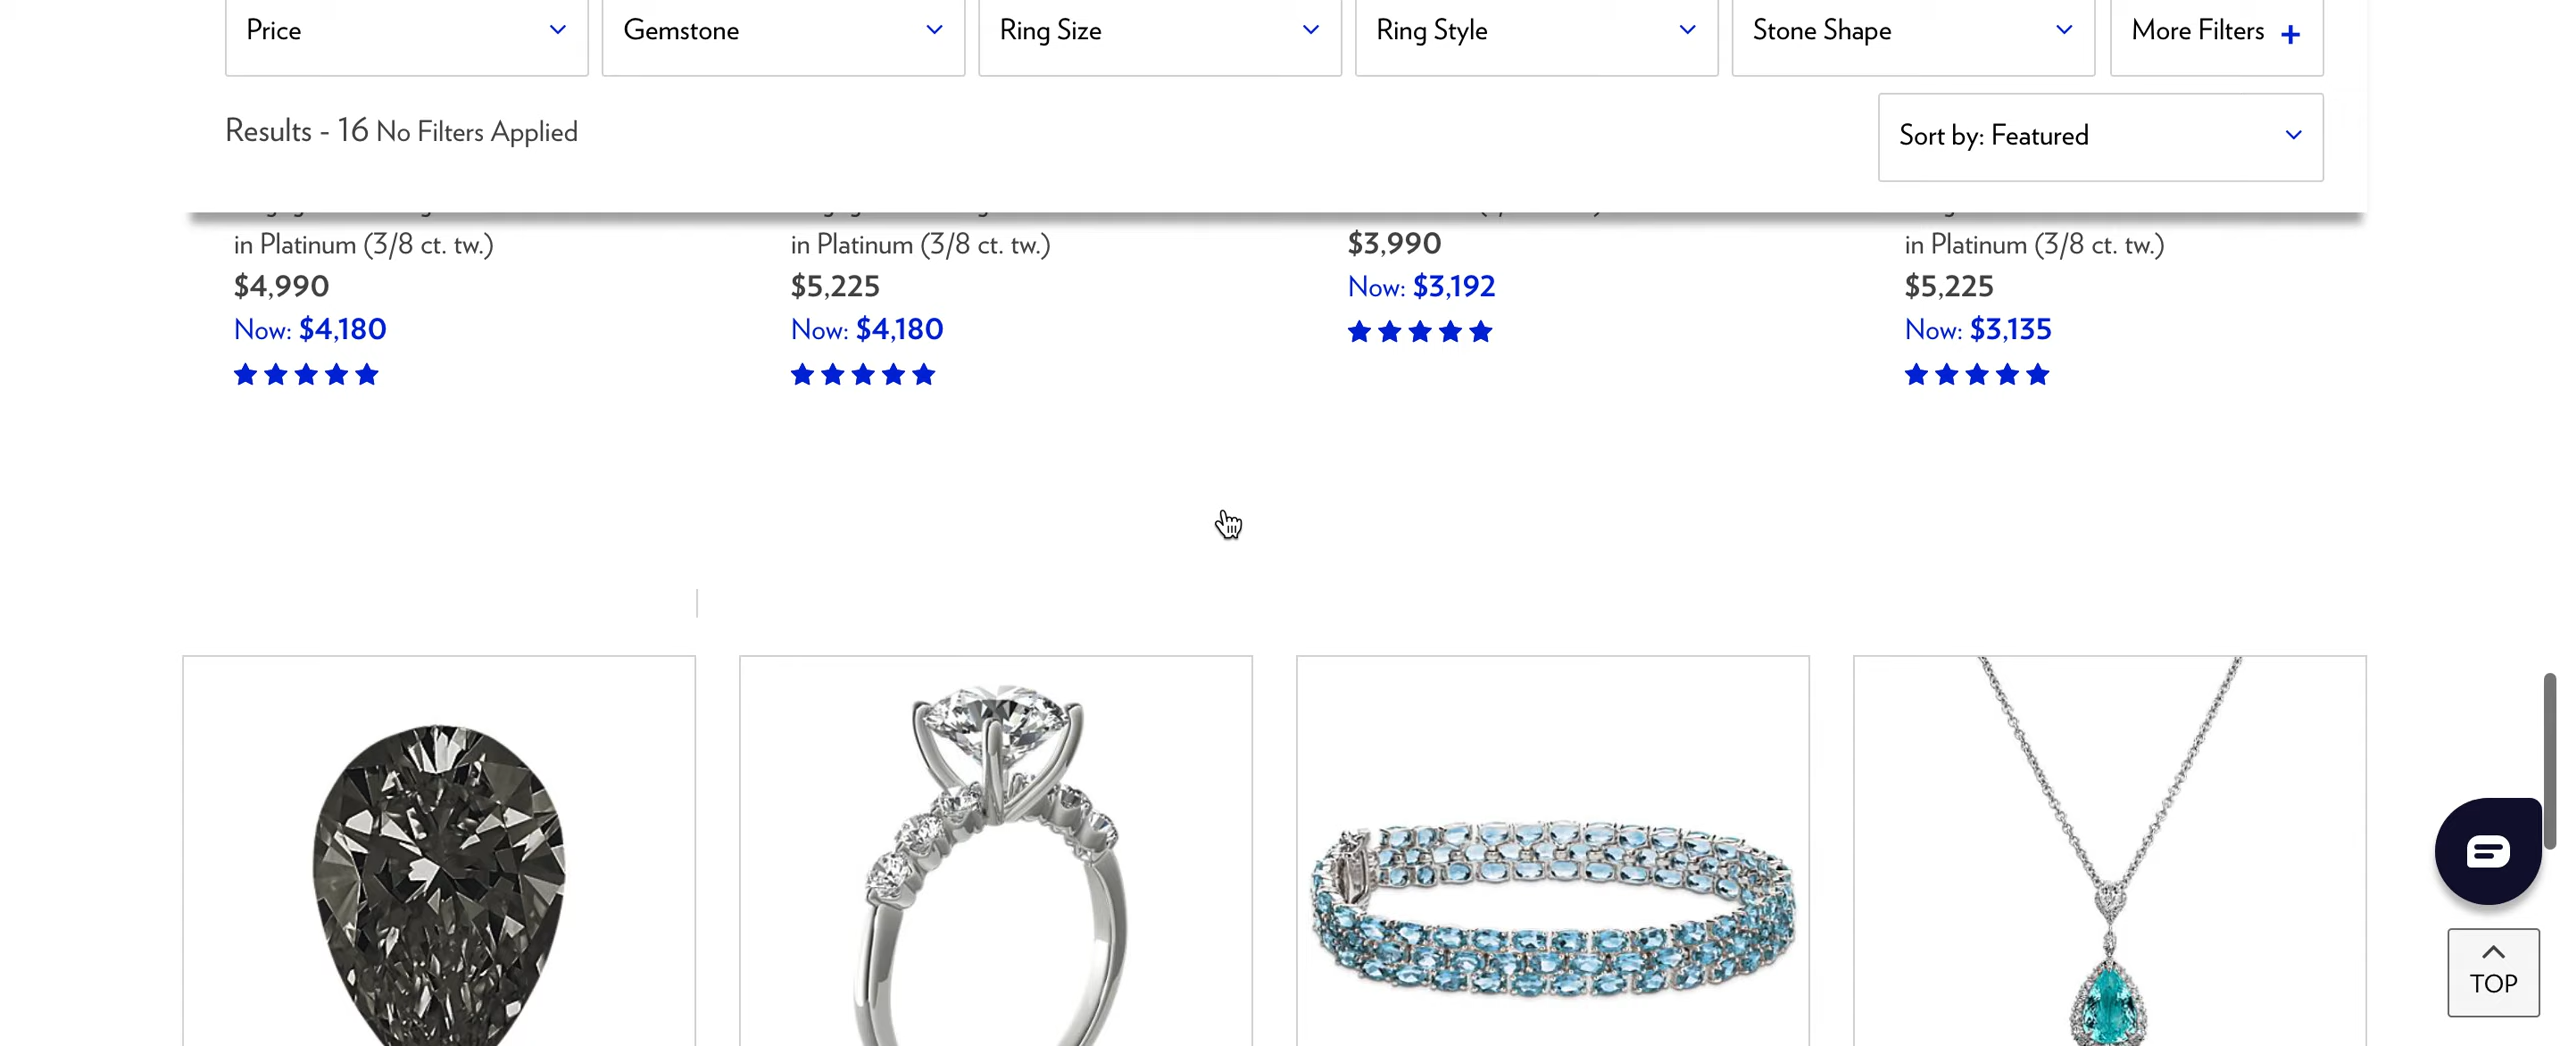 Price
Gemstone
Ring Size
Ring Style
Stone Shape
More Filters +
Results - 16 No Filters Applied
Sort by: Featured
in Platinum (3/8 ct. tw.)
$4,990
Now: $4,180
in Platinum (3/8 ct. tw.)
$5,225
Now: $4,180
$3,990
Now: $3,192
in Platinum (3/8 ct. tw.)
$5,225
Now: $3,135
TOP